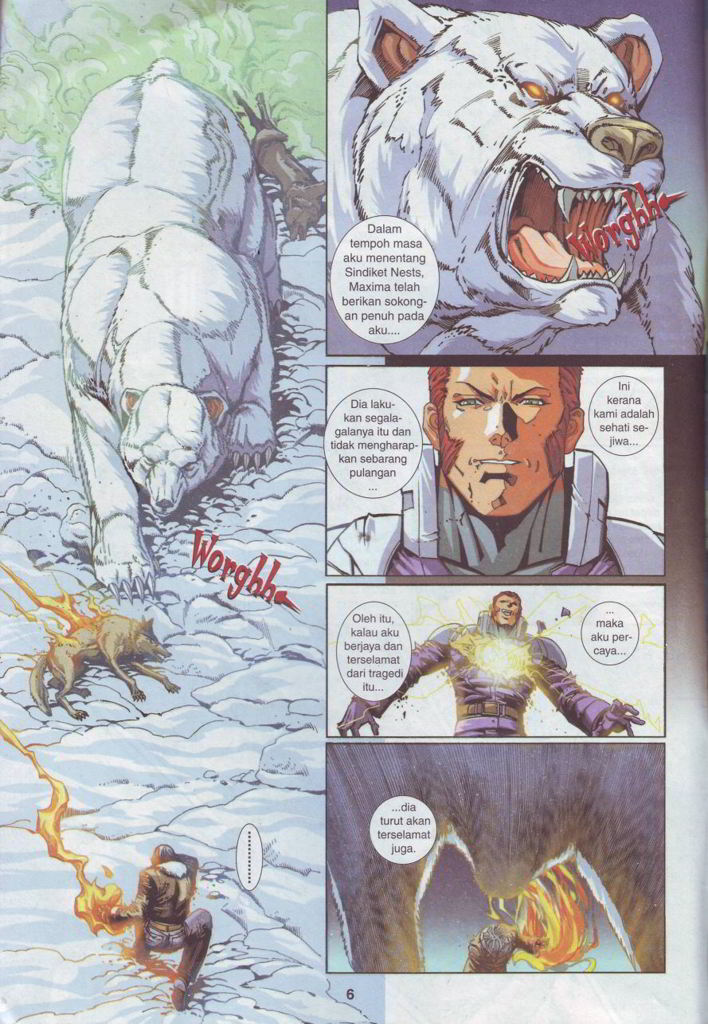 Dalam
tempoh masa
aku menentang
Sindiket Nests,
Maxima telah
berikan sokong-
an penuh pada
aku....
Worghh
Dia laku-
kan segala-
galanya itu dan
tidak mengharap-
kan sebarang
pulangan
...
Ini
kerana
kami adalah
sehati se-
jiwa...
Worghh
Oleh itu,
kalau aku
berjaya dan
terselamat
dari tragedi
itu...
...
maka
aku per-
caya...
...dia
turut akan
terselamat
juga.
.........
6